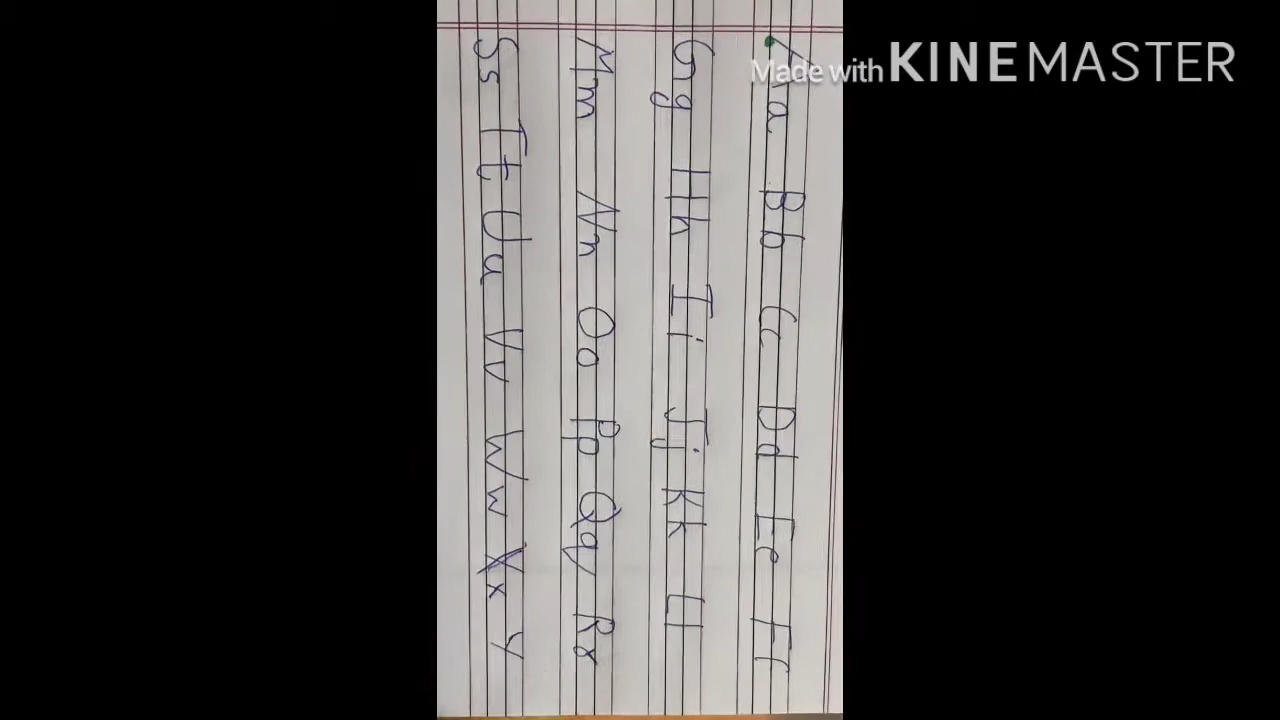 Made with KINEMASTER
Aa Bb Cc Dd Ee Ff
Gg Hh Ii Jj Kk Ll
Mm Nn Oo Pp Qq Rr
Ss Tt Uu Vv Ww Xx Y